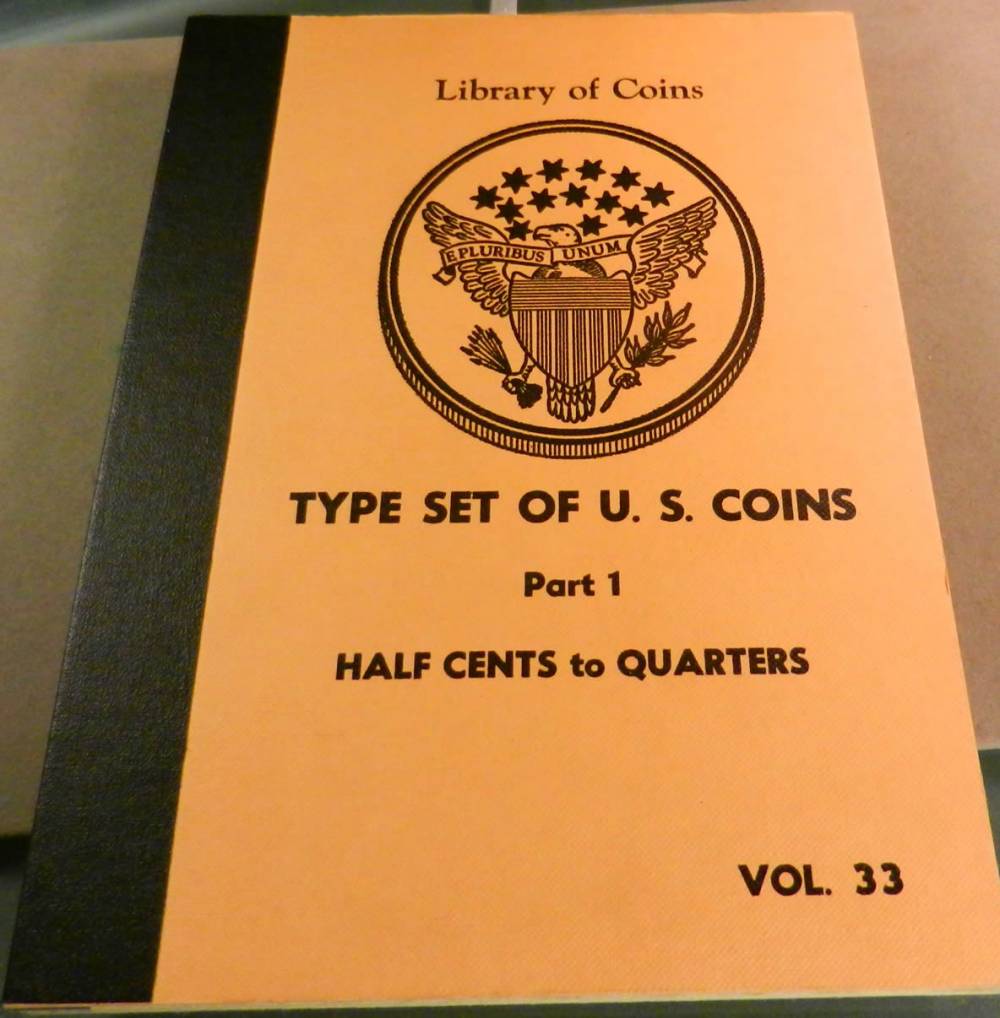 Library of Coins
E PLURIBUS UNUM
TYPE SET OF U. S. COINS
Part 1
HALF CENTS to QUARTERS
VOL. 33